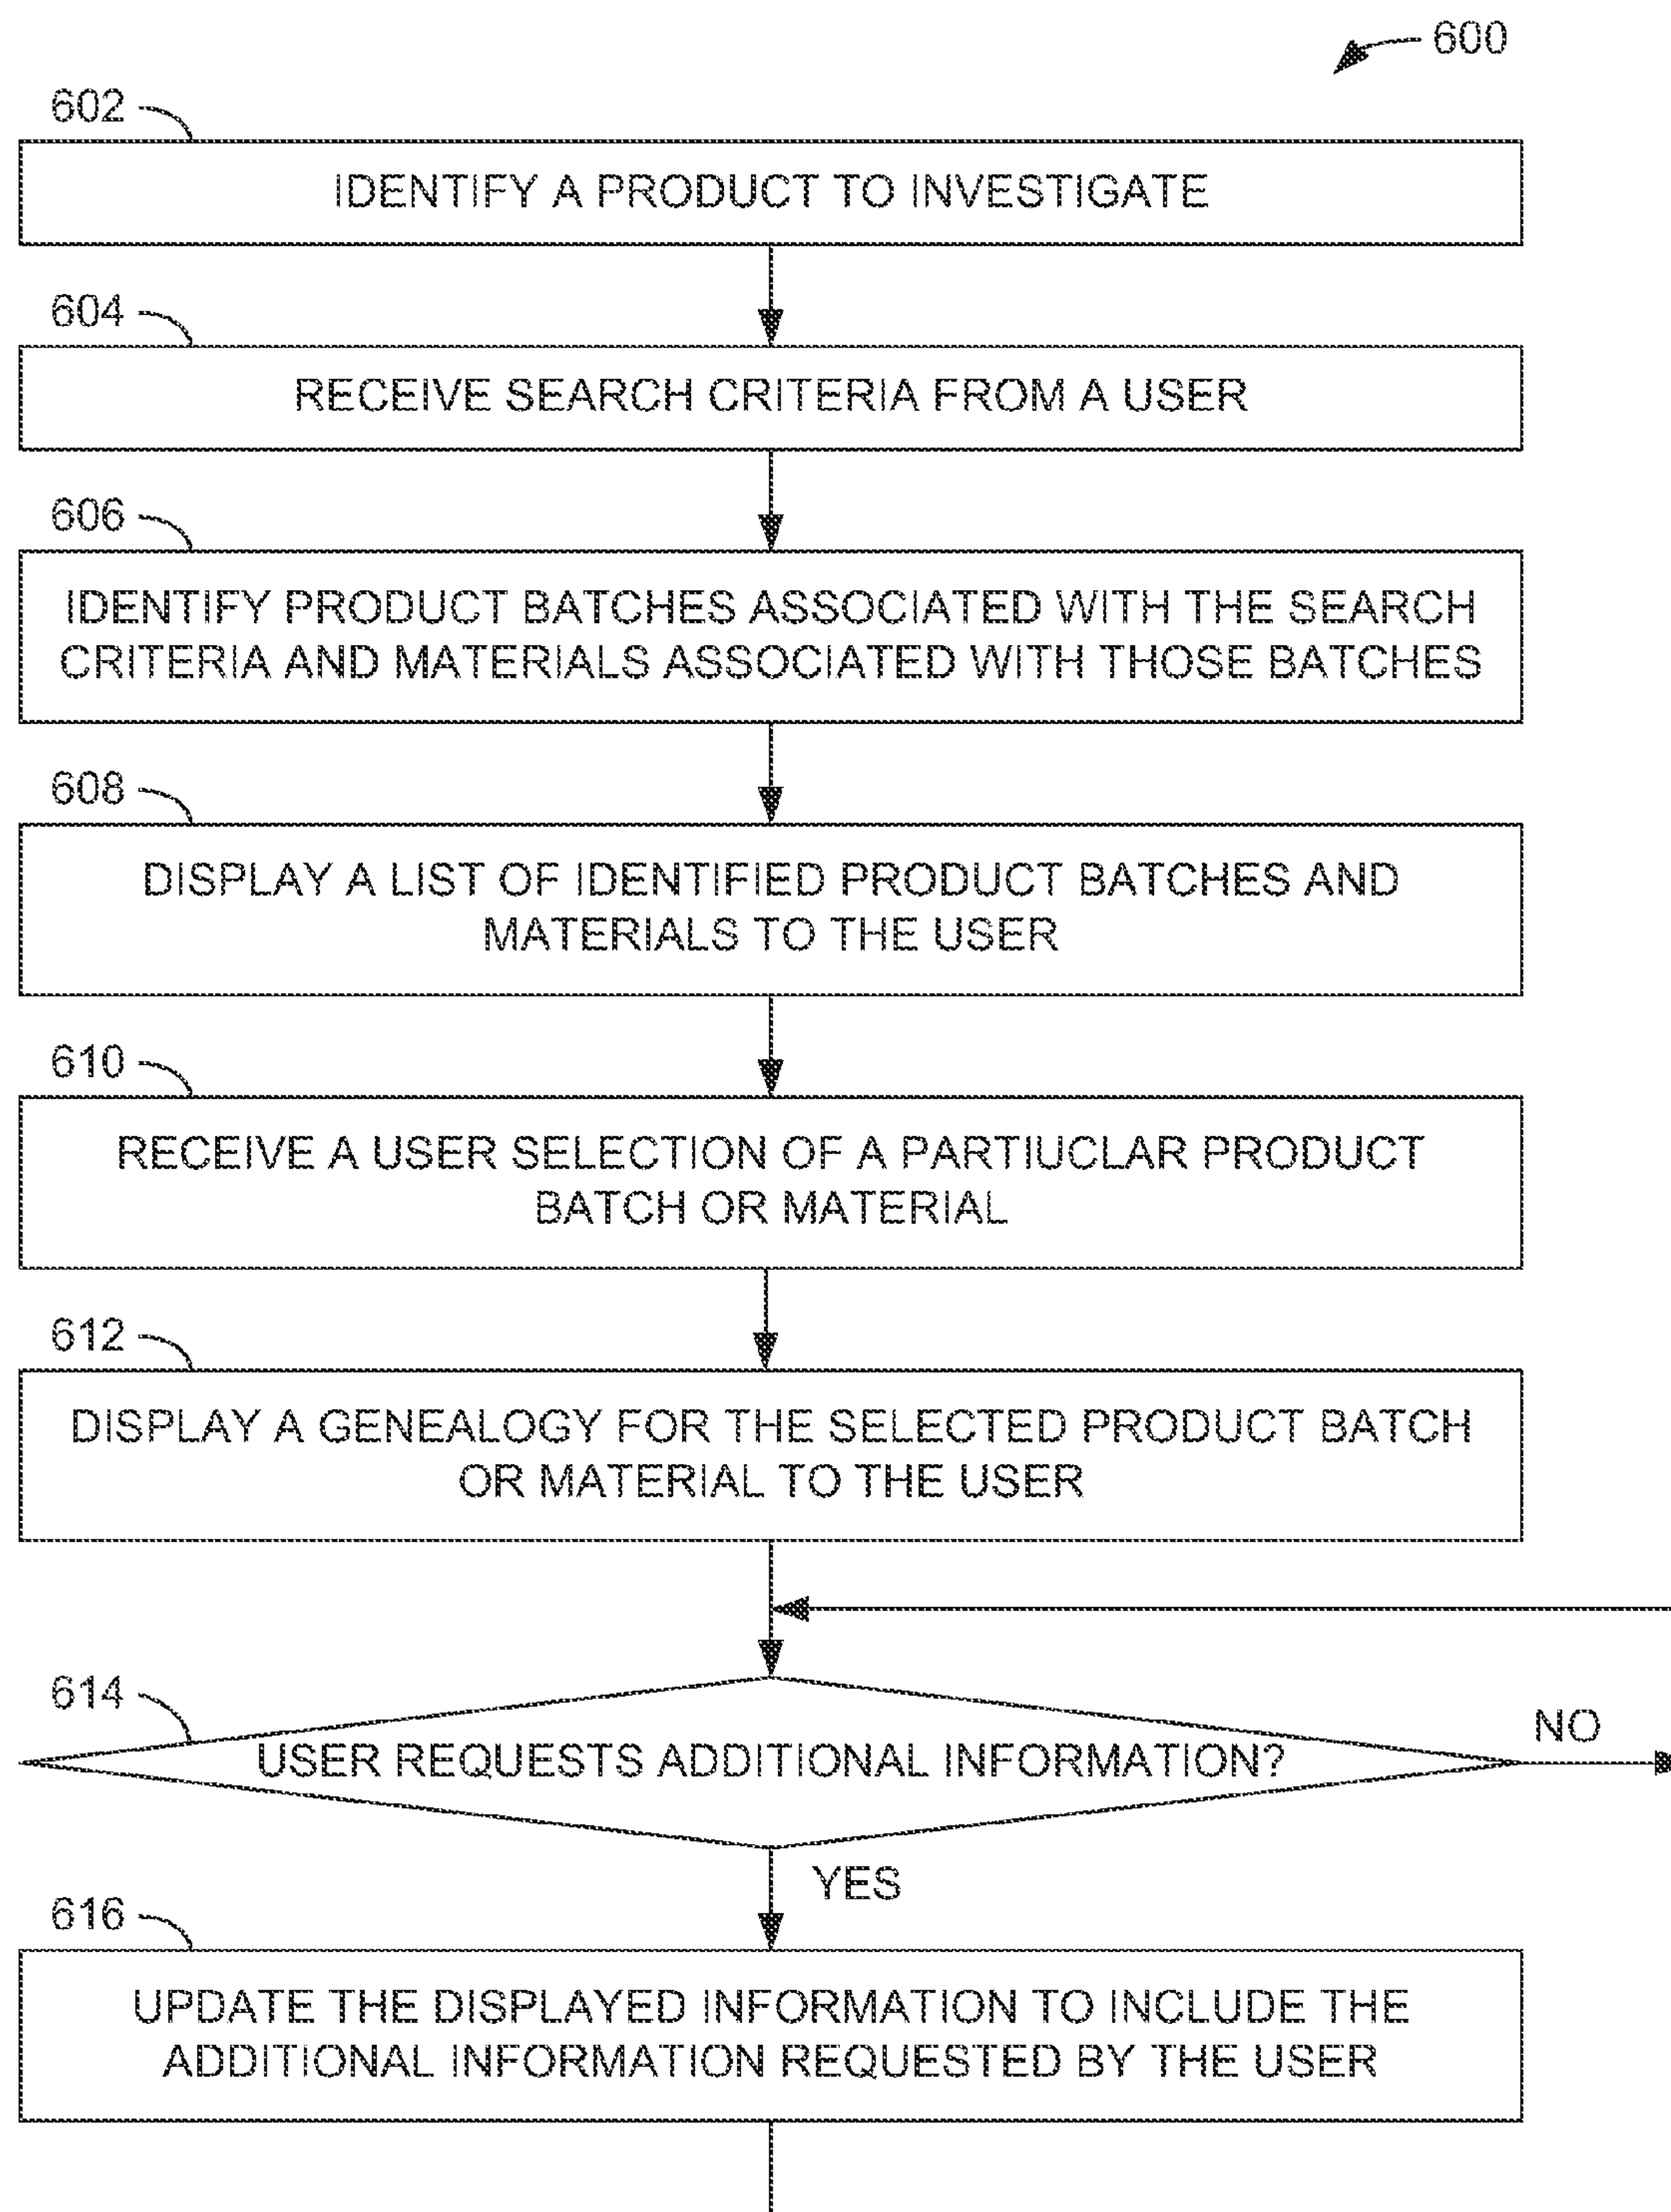 600
602
IDENTIFY A PRODUCT TO INVESTIGATE
604
RECEIVE SEARCH CRITERIA FROM A USER
606
IDENTIFY PRODUCT BATCHES ASSOCIATED WITH THE SEARCH
CRITERIA AND MATERIALS ASSOCIATED WITH THOSE BATCHES
608
DISPLAY A LIST OF IDENTIFIED PRODUCT BATCHES AND
MATERIALS TO THE USER
610
RECEIVE A USER SELECTION OF A PARTIUCLAR PRODUCT
BATCH OR MATERIAL
612
DISPLAY A GENEALOGY FOR THE SELECTED PRODUCT BATCH
OR MATERIAL TO THE USER
614
USER REQUESTS ADDITIONAL INFORMATION?
NO
YES
616
UPDATE THE DISPLAYED INFORMATION TO INCLUDE THE
ADDITIONAL INFORMATION REQUESTED BY THE USER